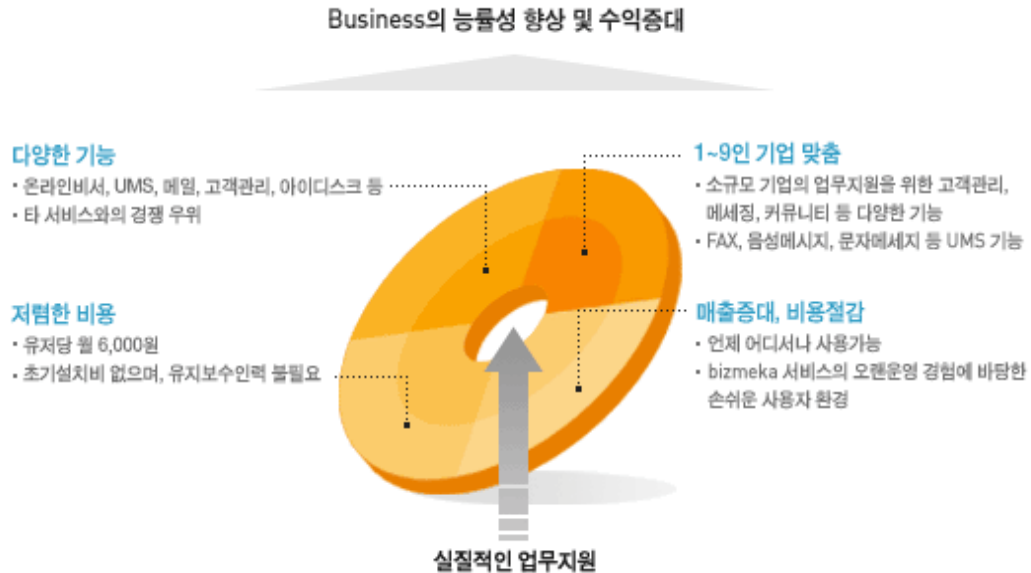 Business의 능률성 향상 및 수익증대
다양한 기능
• 온라인비서, UMS, 메일, 고객관리, 아이디스크 등
• 타 서비스와의 경쟁 우위
1~9인 기업 맞춤
• 소규모 기업의 업무지원을 위한 고객관리,
메세징, 커뮤니티 등 다양한 기능
• FAX, 음성메시지, 문자메세지 등 UMS 기능
저렴한 비용
• 유저당 월 6,000원
• 초기설치비 없으며, 유지보수인력 불필요
매출증대, 비용절감
• 언제 어디서나 사용가능
• bizmeka 서비스의 오랜운영 경험에 바당한
손쉬운 사용자 환경
실질적인 업무지원